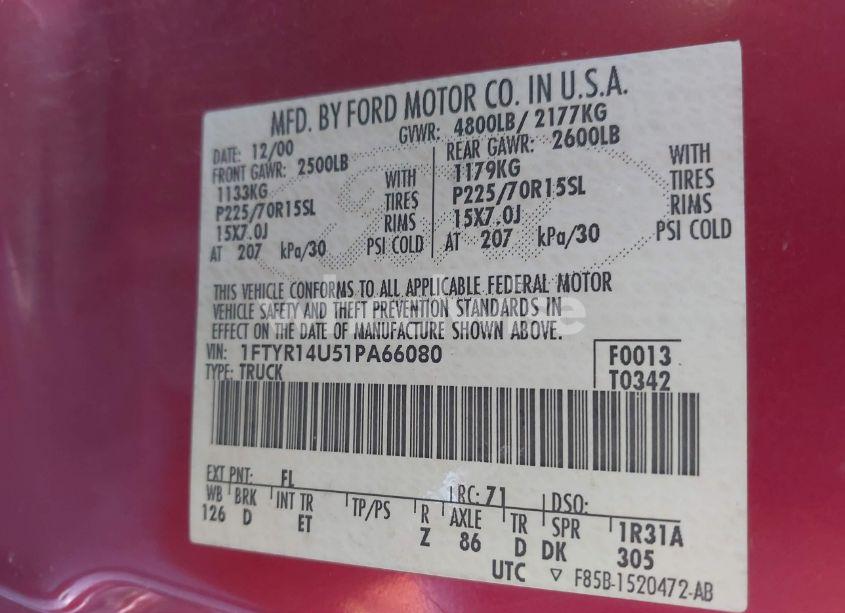 MFD. BY FORD MOTOR CO. IN U.S.A.
DATE: 12/00 GVWR: 4800LB/ 2177KG
FRONT GAWR: 2500LB REAR GAWR: 2600LB
1133KG WITH 1179KG WITH
P225/70R15SL TIRES P225/70R15SL TIRES
15X7.0J RIMS 15X7.0J RIMS
AT 207 kPa/30 PSI COLD AT 207 kPa/30 PSI COLD
THIS VEHICLE CONFORMS TO ALL APPLICABLE FEDERAL MOTOR
VEHICLE SAFETY AND THEFT PREVENTION STANDARDS IN
EFFECT ON THE DATE OF MANUFACTURE SHOWN ABOVE.
VIN: 1FTYR14U51PA66080 F0013
TYPE: TRUCK T0342
EXT PNT: FL RC: 71 DSO:
WB BRK INT TR TP/PS R AXLE TR SPR 1R31A
126 D ET Z 86 D DK 305
UTC ▽ F85B-1520472-AB